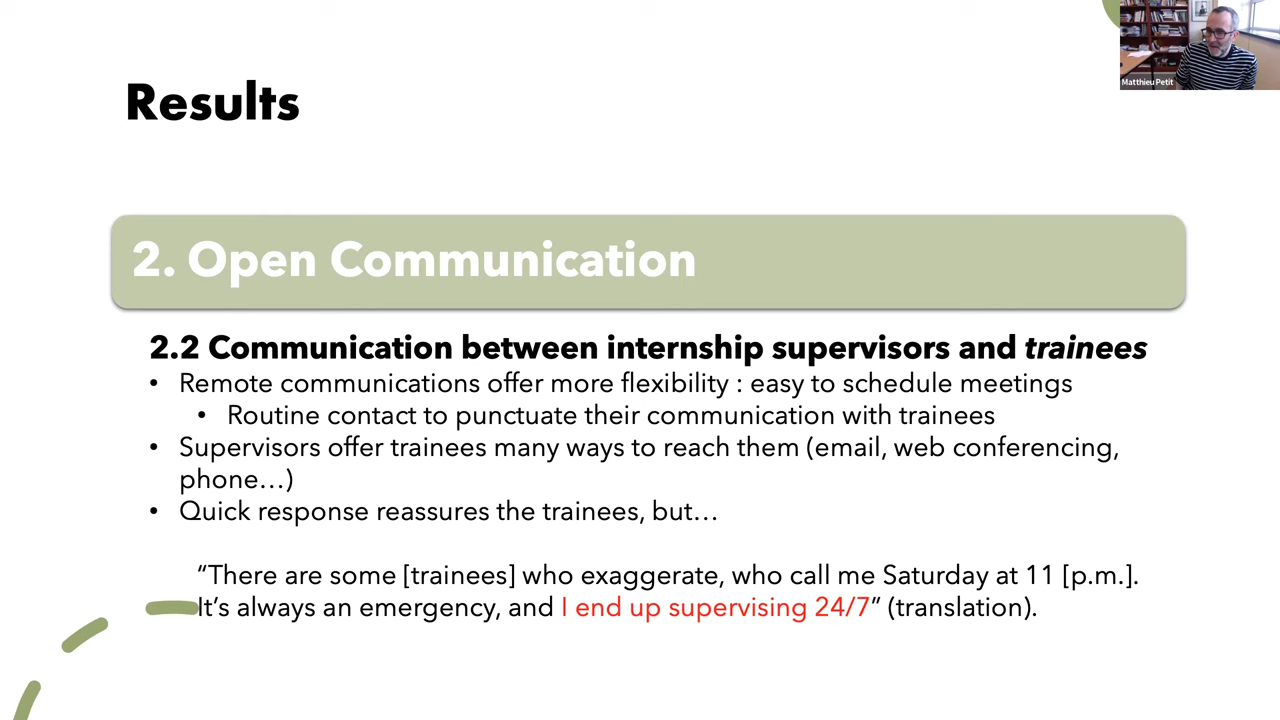 Matthieu Petit
Results
2. Open Communication
2.2 Communication between internship supervisors and trainees
• Remote communications offer more flexibility : easy to schedule meetings
• Routine contact to punctuate their communication with trainees
• Supervisors offer trainees many ways to reach them (email, web conferencing,
phone…)
• Quick response reassures the trainees, but…
“There are some [trainees] who exaggerate, who call me Saturday at 11 [p.m.].
It’s always an emergency, and I end up supervising 24/7” (translation).